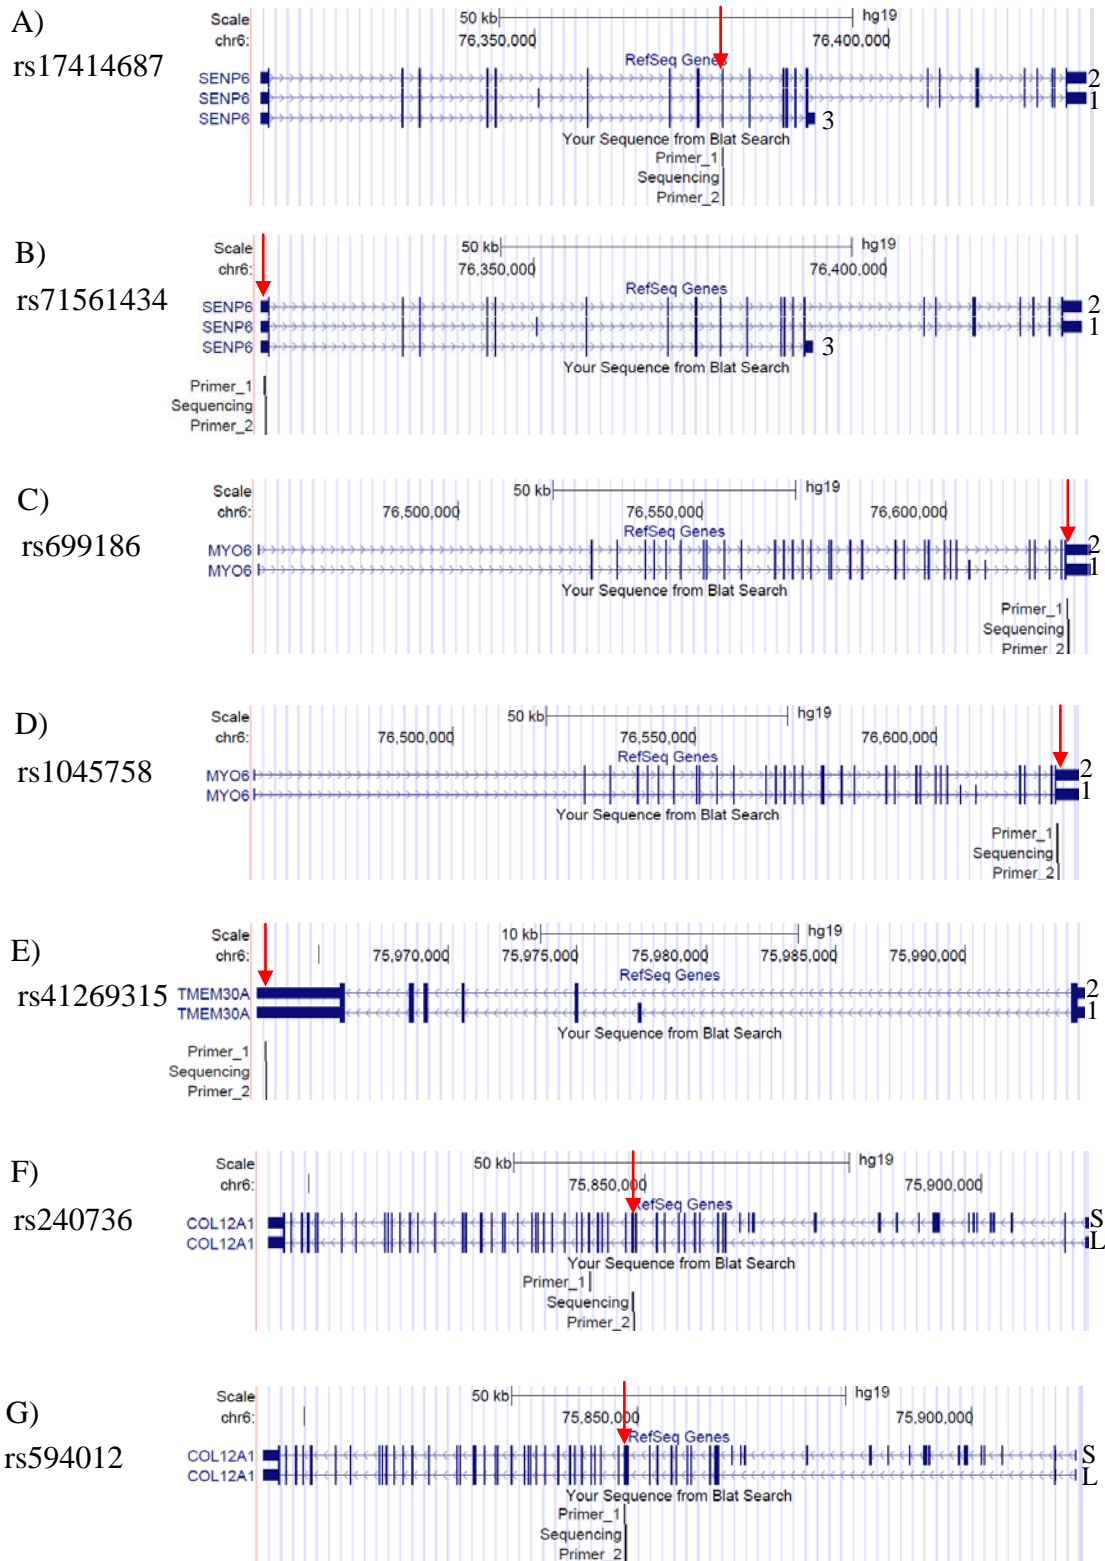 A)
rs17414687
Scale 50 kb hg19
chr6: 76,350,000 76,400,000
RefSeq Genes
SENP6 2
SENP6 1
SENP6 3
Your Sequence from Blat Search
Primer_1
Sequencing
Primer_2
B)
rs71561434
Scale 50 kb hg19
chr6: 76,350,000 76,400,000
RefSeq Genes
SENP6 2
SENP6 1
SENP6 3
Your Sequence from Blat Search
Primer_1
Sequencing
Primer_2
C)
rs699186
Scale 50 kb hg19
chr6: 76,500,000 76,550,000 76,600,000
RefSeq Genes
MYO6 2
MYO6 1
Your Sequence from Blat Search
Primer_1
Sequencing
Primer_2
D)
rs1045758
Scale 50 kb hg19
chr6: 76,500,000 76,550,000 76,600,000
RefSeq Genes
MYO6 2
MYO6 1
Your Sequence from Blat Search
Primer_1
Sequencing
Primer_2
E)
rs41269315
Scale 10 kb hg19
chr6: 75,970,000 75,975,000 75,980,000 75,985,000 75,990,000
RefSeq Genes
TMEM30A 2
TMEM30A 1
Your Sequence from Blat Search
Primer_1
Sequencing
Primer_2
F)
rs240736
Scale 50 kb hg19
chr6: 75,850,000 75,900,000
RefSeq Genes
COL12A1 S
COL12A1 L
Your Sequence from Blat Search
Primer_1
Sequencing
Primer_2
G)
rs594012
Scale 50 kb hg19
chr6: 75,850,000 75,900,000
RefSeq Genes
COL12A1 S
COL12A1 L
Your Sequence from Blat Search
Primer_1
Sequencing
Primer_2